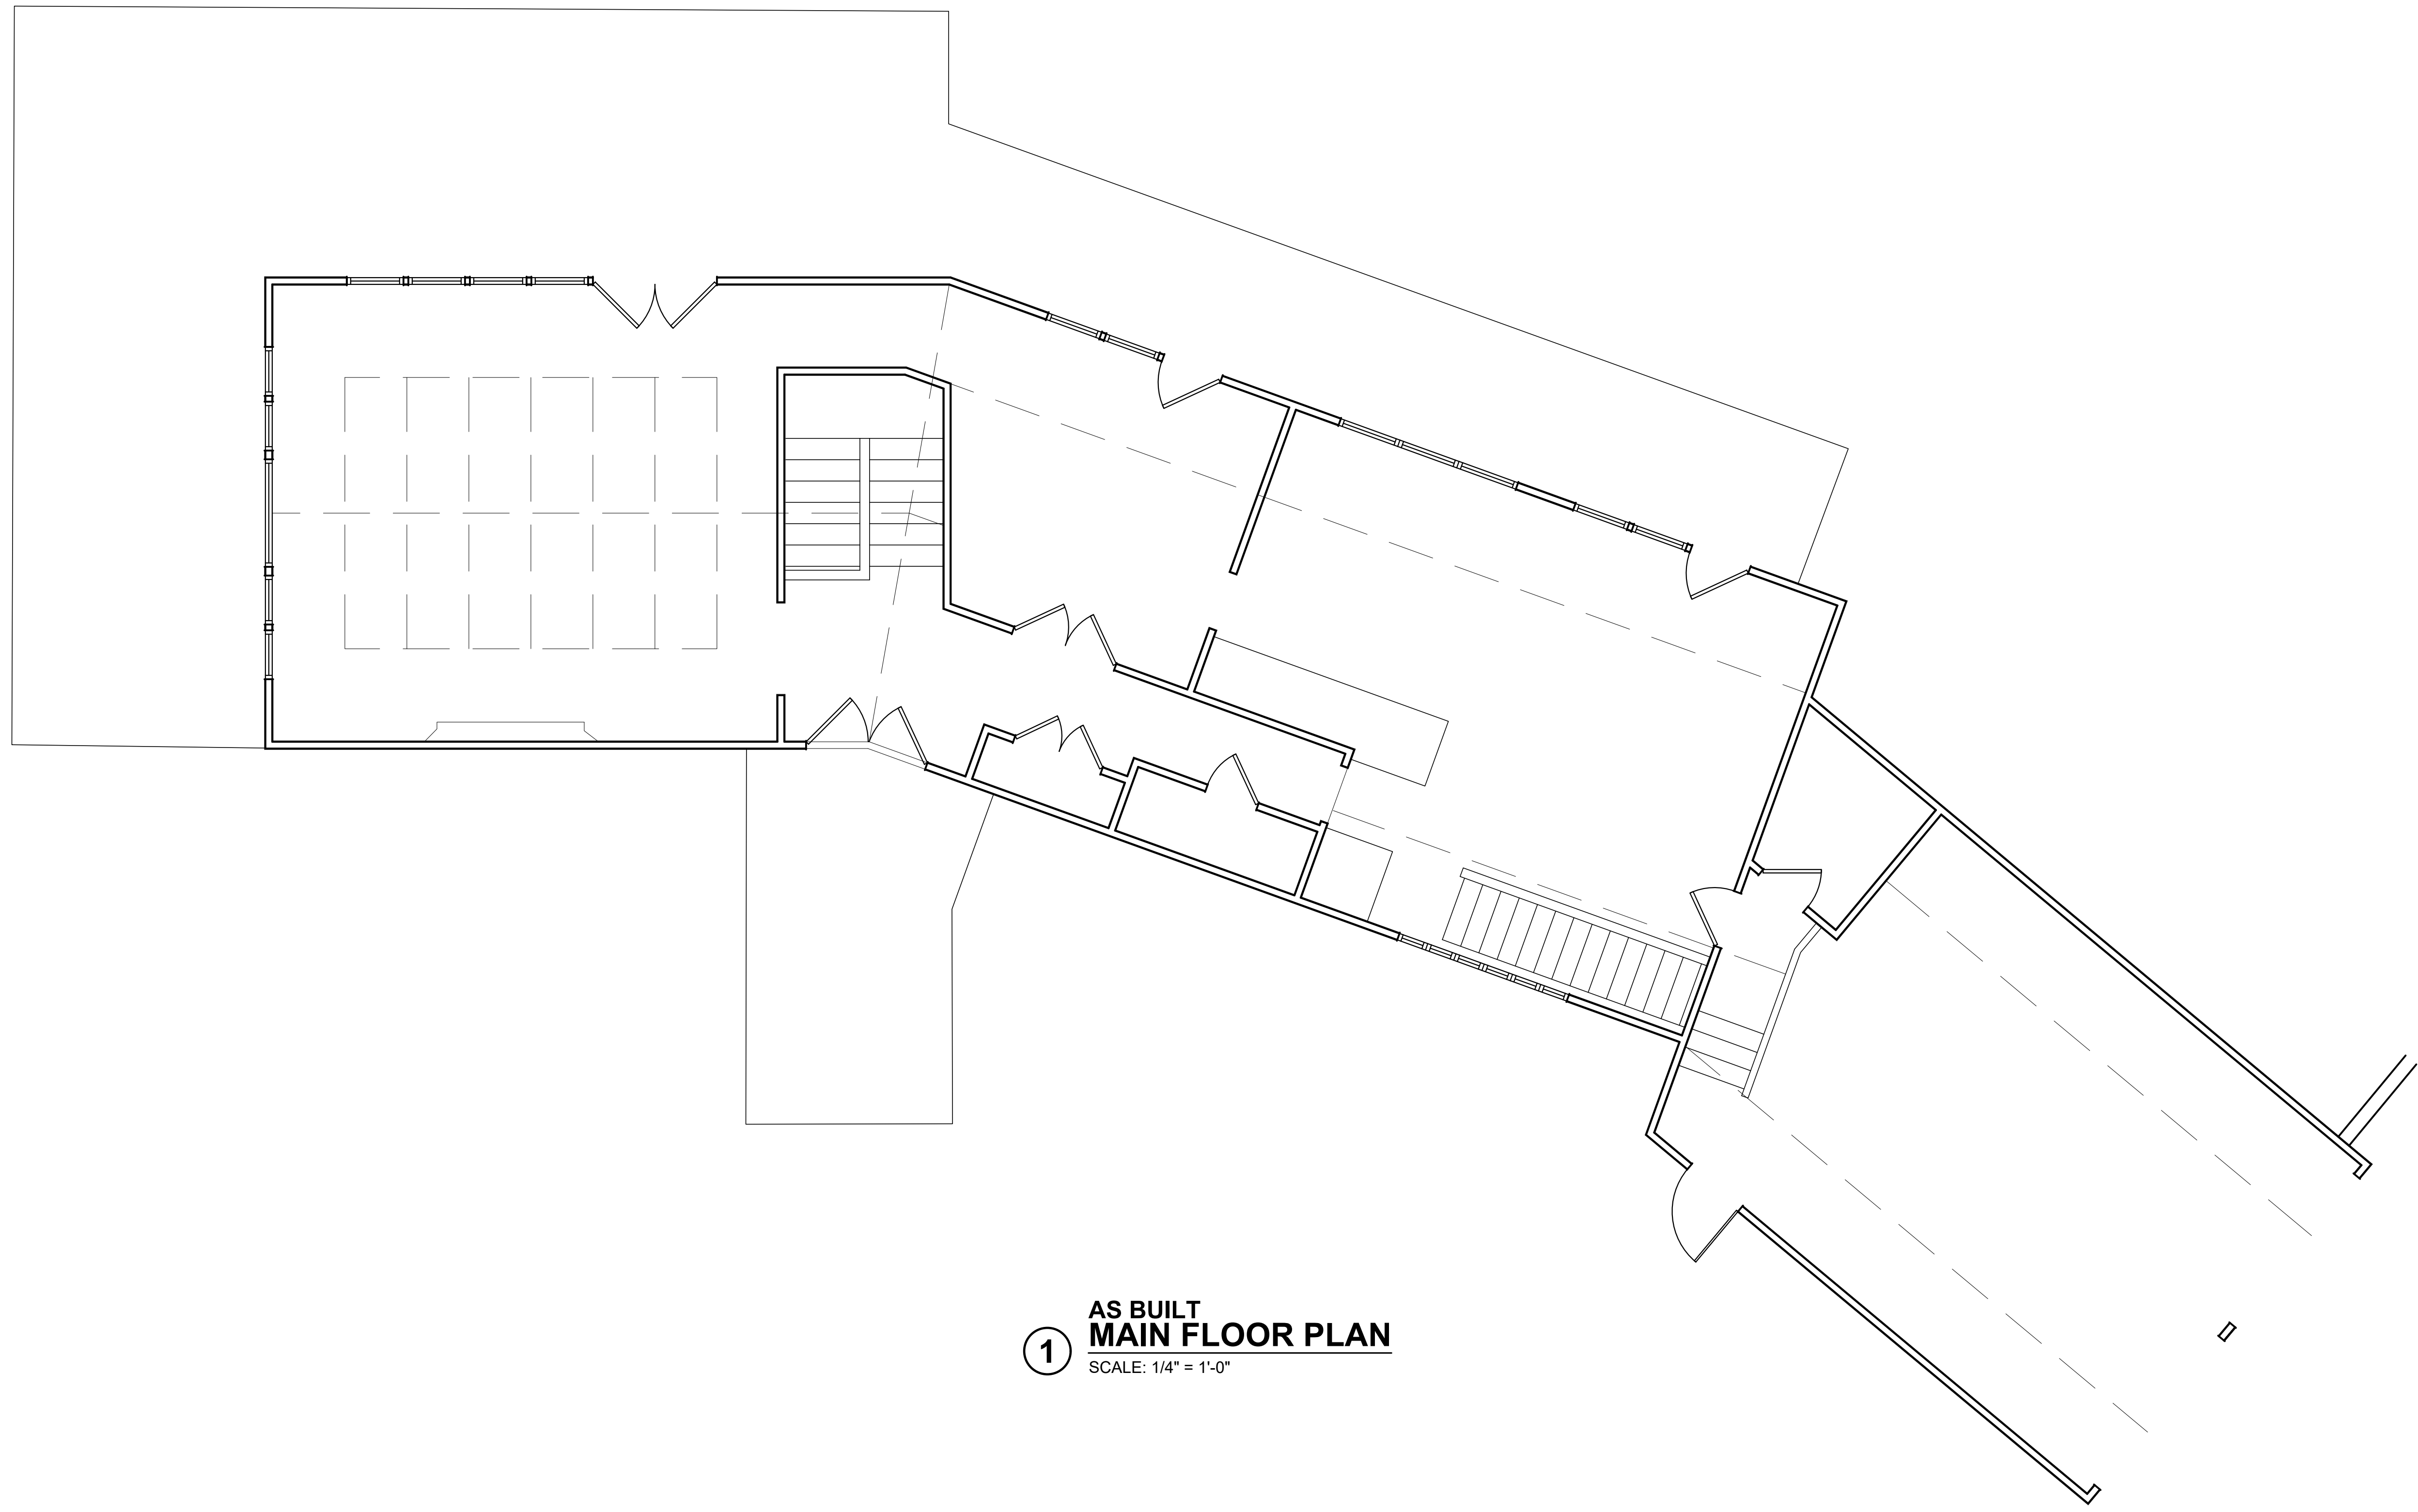 AS BUILT
1 MAIN FLOOR PLAN
SCALE: 1/4" = 1'-0"